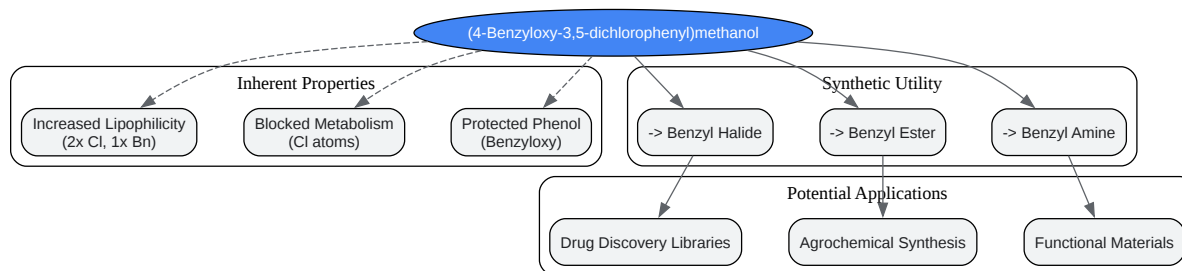 (4-Benzyloxy-3,5-dichlorophenyl)methanol
Inherent Properties
Increased Lipophilicity
(2x Cl, 1x Bn)
Blocked Metabolism
(Cl atoms)
Protected Phenol
(Benzyloxy)
Synthetic Utility
-> Benzyl Halide
-> Benzyl Ester
-> Benzyl Amine
Potential Applications
Drug Discovery Libraries
Agrochemical Synthesis
Functional Materials